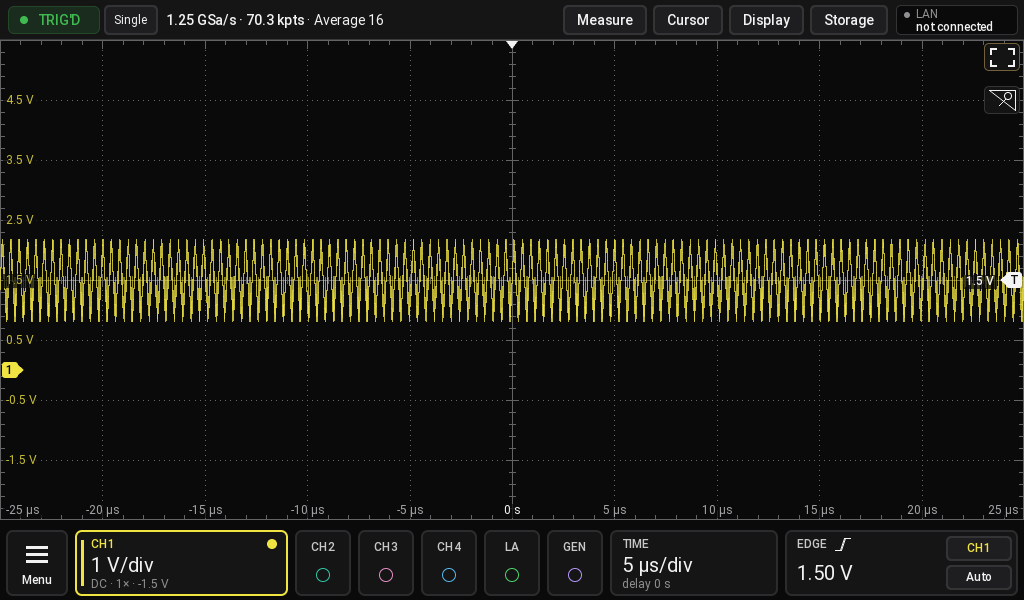 TRIG'D
Single
1.25 GSa/s · 70.3 kpts · Average 16
Measure
Cursor
Display
Storage
LAN
not connected
4.5 V
3.5 V
2.5 V
1.5 V
1.5 V
T
0.5 V
1
-0.5 V
-1.5 V
-25 µs
-20 µs
-15 µs
-10 µs
-5 µs
0 s
5 µs
10 µs
15 µs
20 µs
25 µs
Menu
CH1
1 V/div
DC · 1× · -1.5 V
CH2
CH3
CH4
LA
GEN
TIME
5 µs/div
delay 0 s
EDGE
1.50 V
CH1
Auto